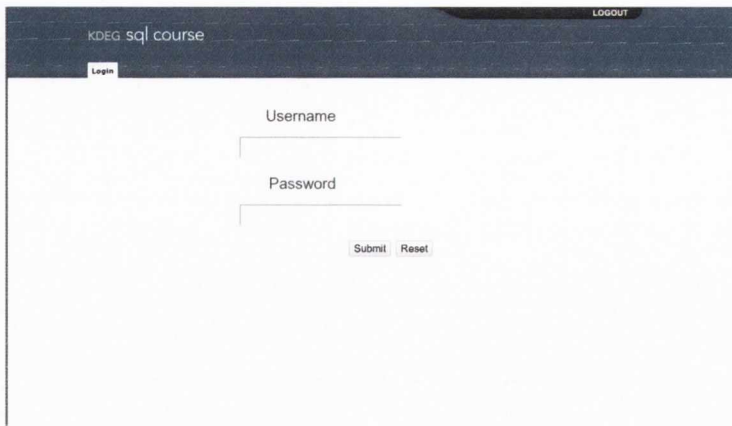 LOGOUT
KDEG sql course
Login
Username
Password
Submit Reset